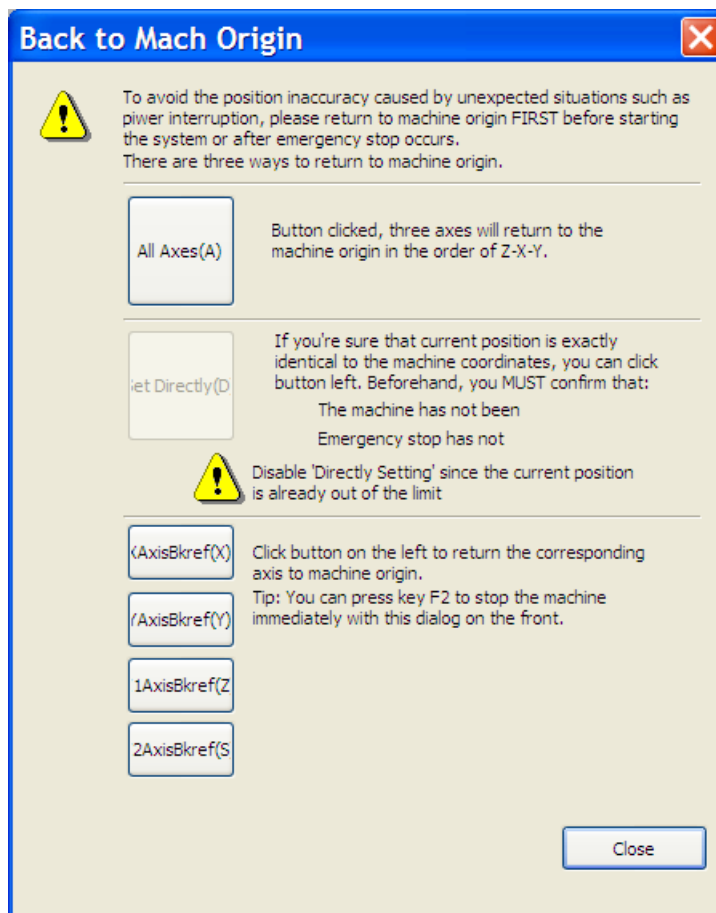 Back to Mach Origin
To avoid the position inaccuracy caused by unexpected situations such as
piwer interruption, please return to machine origin FIRST before starting
the system or after emergency stop occurs.
There are three ways to return to machine origin.
All Axes(A)
Button clicked, three axes will return to the
machine origin in the order of Z-X-Y.
et Directly(D
If you're sure that current position is exactly
identical to the machine coordinates, you can click
button left. Beforehand, you MUST confirm that:
The machine has not been
Emergency stop has not
Disable 'Directly Setting' since the current position
is already out of the limit
XAxisBkref(X)
YAxisBkref(Y)
1AxisBkref(Z
2AxisBkref(S
Click button on the left to return the corresponding
axis to machine origin.
Tip: You can press key F2 to stop the machine
immediately with this dialog on the front.
Close